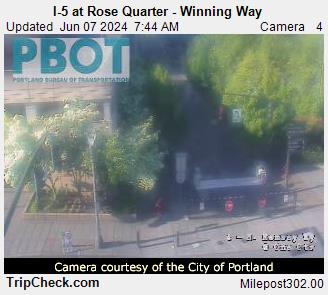 I-5 at Rose Quarter - Winning Way
Updated Jun 07 2024 7:44 AM Camera 4
PBOT
PORTLAND BUREAU OF TRANSPORTATION
Camera courtesy of the City of Portland
TripCheck.com Milepost302.00